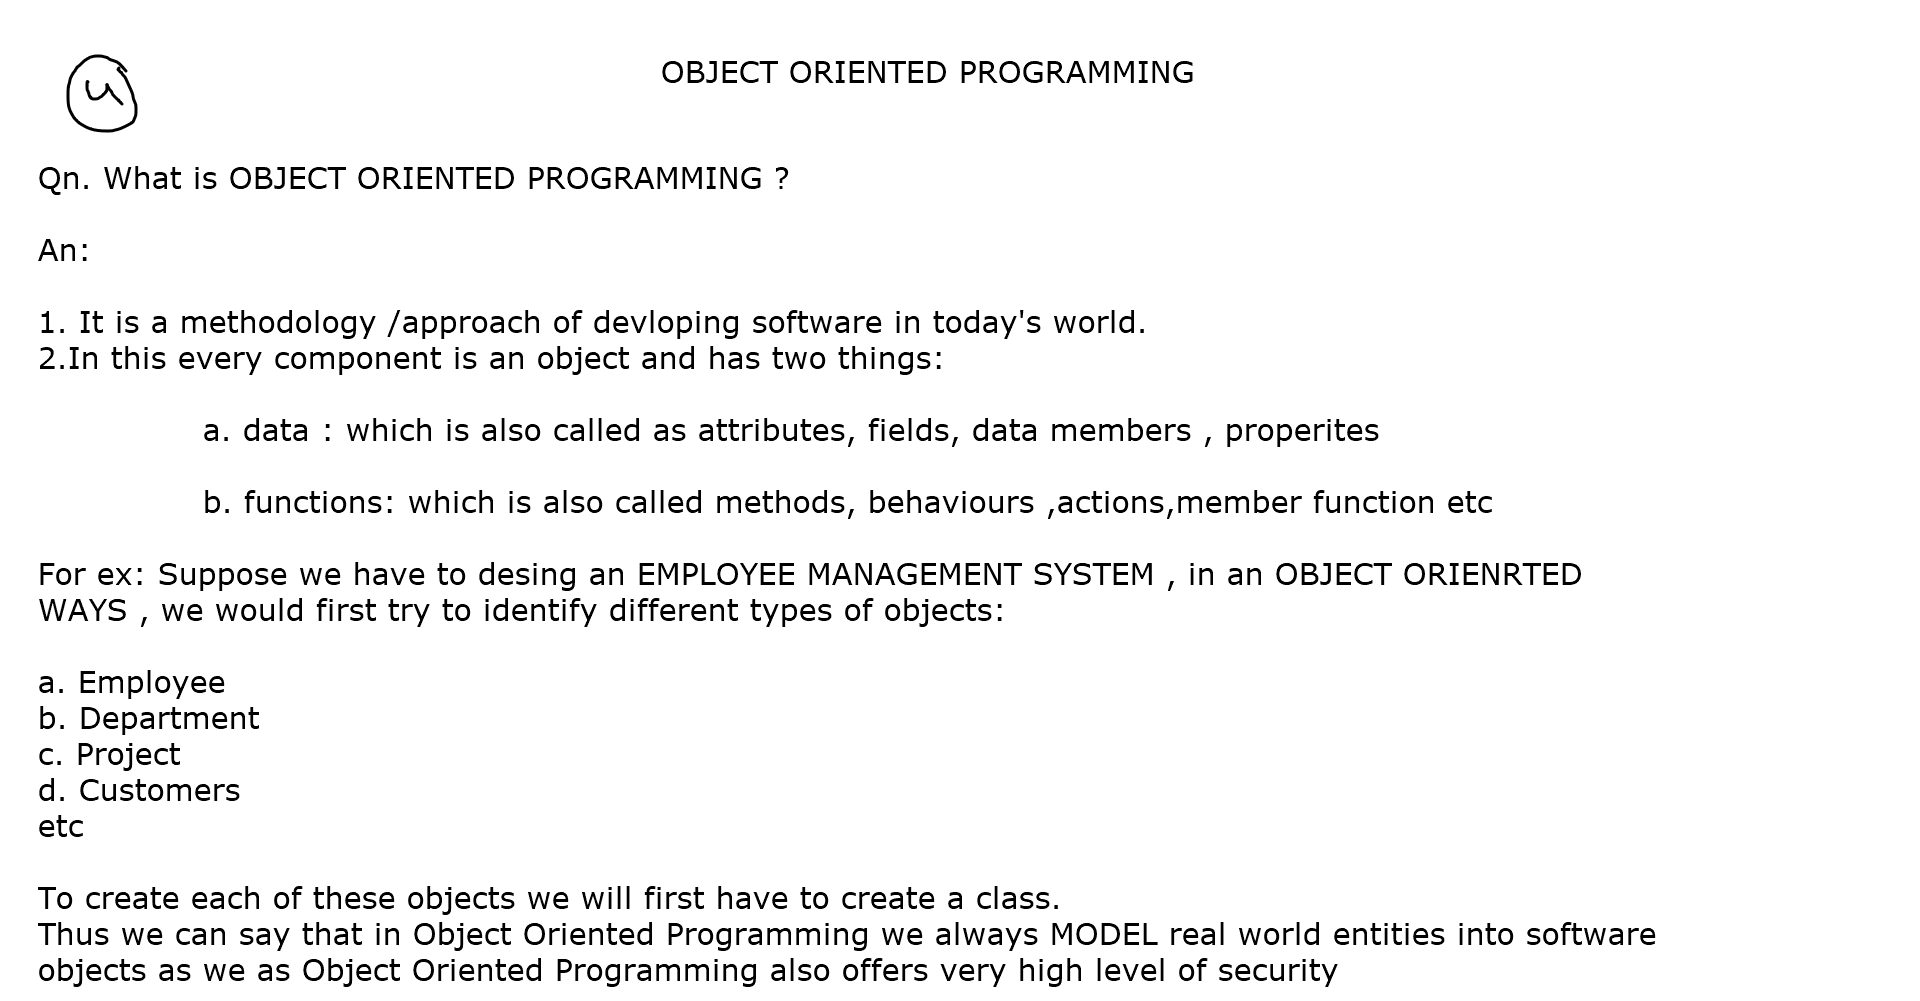 OBJECT ORIENTED PROGRAMMING
Qn. What is OBJECT ORIENTED PROGRAMMING ?
An:
1. It is a methodology /approach of devloping software in today's world.
2.In this every component is an object and has two things:
a. data : which is also called as attributes, fields, data members , properites
b. functions: which is also called methods, behaviours ,actions,member function etc
For ex: Suppose we have to desing an EMPLOYEE MANAGEMENT SYSTEM , in an OBJECT ORIENRTED
WAYS , we would first try to identify different types of objects:
a. Employee
b. Department
c. Project
d. Customers
etc
To create each of these objects we will first have to create a class.
Thus we can say that in Object Oriented Programming we always MODEL real world entities into software
objects as we as Object Oriented Programming also offers very high level of security